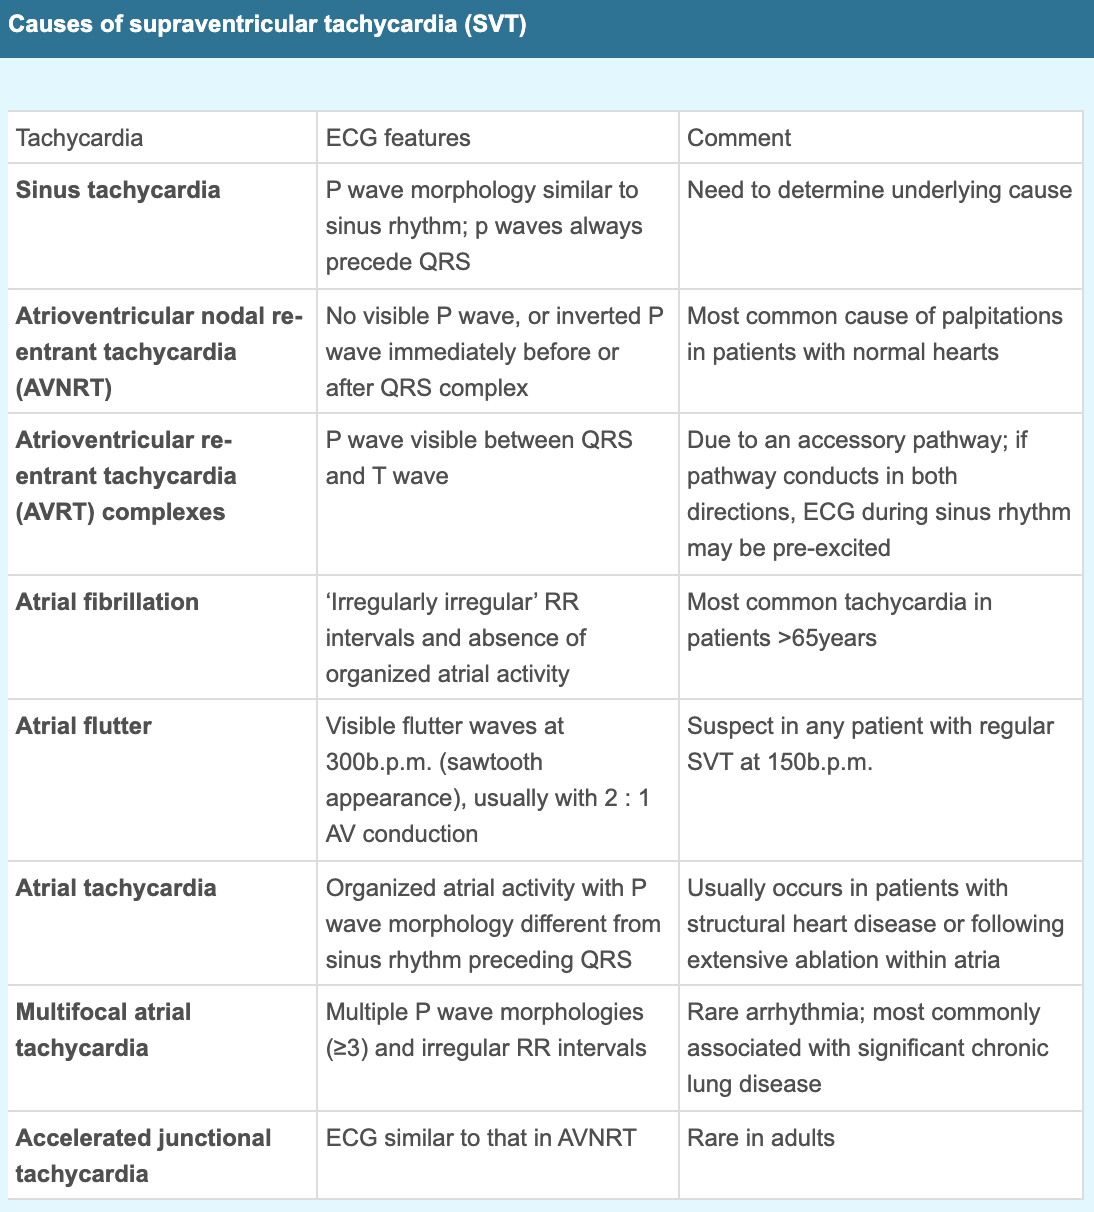 Causes of supraventricular tachycardia (SVT)
Tachycardia
ECG features
Comment
Sinus tachycardia
P wave morphology similar to
sinus rhythm; p waves always
precede QRS
Need to determine underlying cause
Atrioventricular nodal re-
entrant tachycardia
(AVNRT)
No visible P wave, or inverted P
wave immediately before or
after QRS complex
Most common cause of palpitations
in patients with normal hearts
Atrioventricular re-
entrant tachycardia
(AVRT) complexes
P wave visible between QRS
and T wave
Due to an accessory pathway; if
pathway conducts in both
directions, ECG during sinus rhythm
may be pre-excited
Atrial fibrillation
‘Irregularly irregular’ RR
intervals and absence of
organized atrial activity
Most common tachycardia in
patients >65years
Atrial flutter
Visible flutter waves at
300b.p.m. (sawtooth
appearance), usually with 2 : 1
AV conduction
Suspect in any patient with regular
SVT at 150b.p.m.
Atrial tachycardia
Organized atrial activity with P
wave morphology different from
sinus rhythm preceding QRS
Usually occurs in patients with
structural heart disease or following
extensive ablation within atria
Multifocal atrial
tachycardia
Multiple P wave morphologies
(≥3) and irregular RR intervals
Rare arrhythmia; most commonly
associated with significant chronic
lung disease
Accelerated junctional
tachycardia
ECG similar to that in AVNRT
Rare in adults